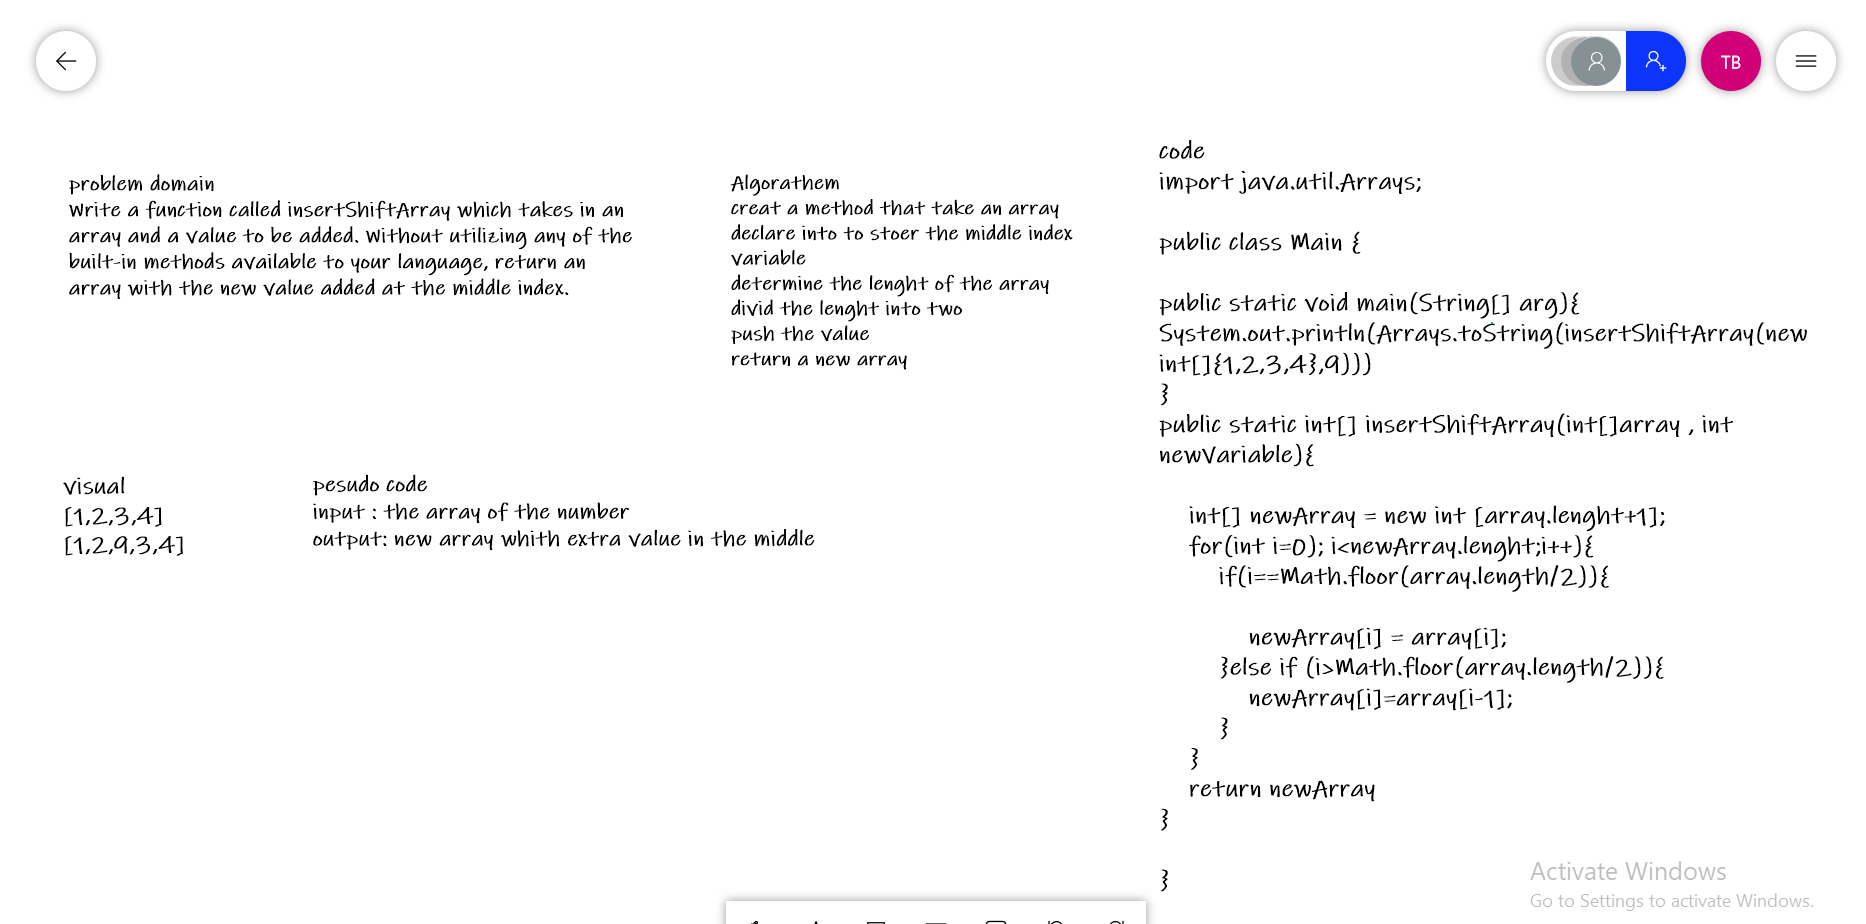 TB
problem domain
Write a function called insertShiftArray which takes in an
array and a value to be added. Without utilizing any of the
built-in methods available to your language, return an
array with the new value added at the middle index.
Algorathem
creat a method that take an array
declare into to stoer the middle index
variable
determine the lenght of the array
divid the lenght into two
push the value
return a new array
visual
[1,2,3,4]
[1,2,9,3,4]
pesudo code
input : the array of the number
output: new array whith extra value in the middle
code
import java.util.Arrays;
public class Main {
public static void main(String[] arg){
System.out.println(Arrays.toString(insertShiftArray(new
int[]{1,2,3,4},9)))
}
public static int[] insertShiftArray(int[]array , int
newVariable){
int[] newArray = new int [array.lenght+1];
for(int i=0); i<newArray.lenght;i++){
if(i==Math.floor(array.length/2)){
newArray[i] = array[i];
}else if (i>Math.floor(array.length/2)){
newArray[i]=array[i-1];
}
}
return newArray
}
}
Activate Windows
Go to Settings to activate Windows.